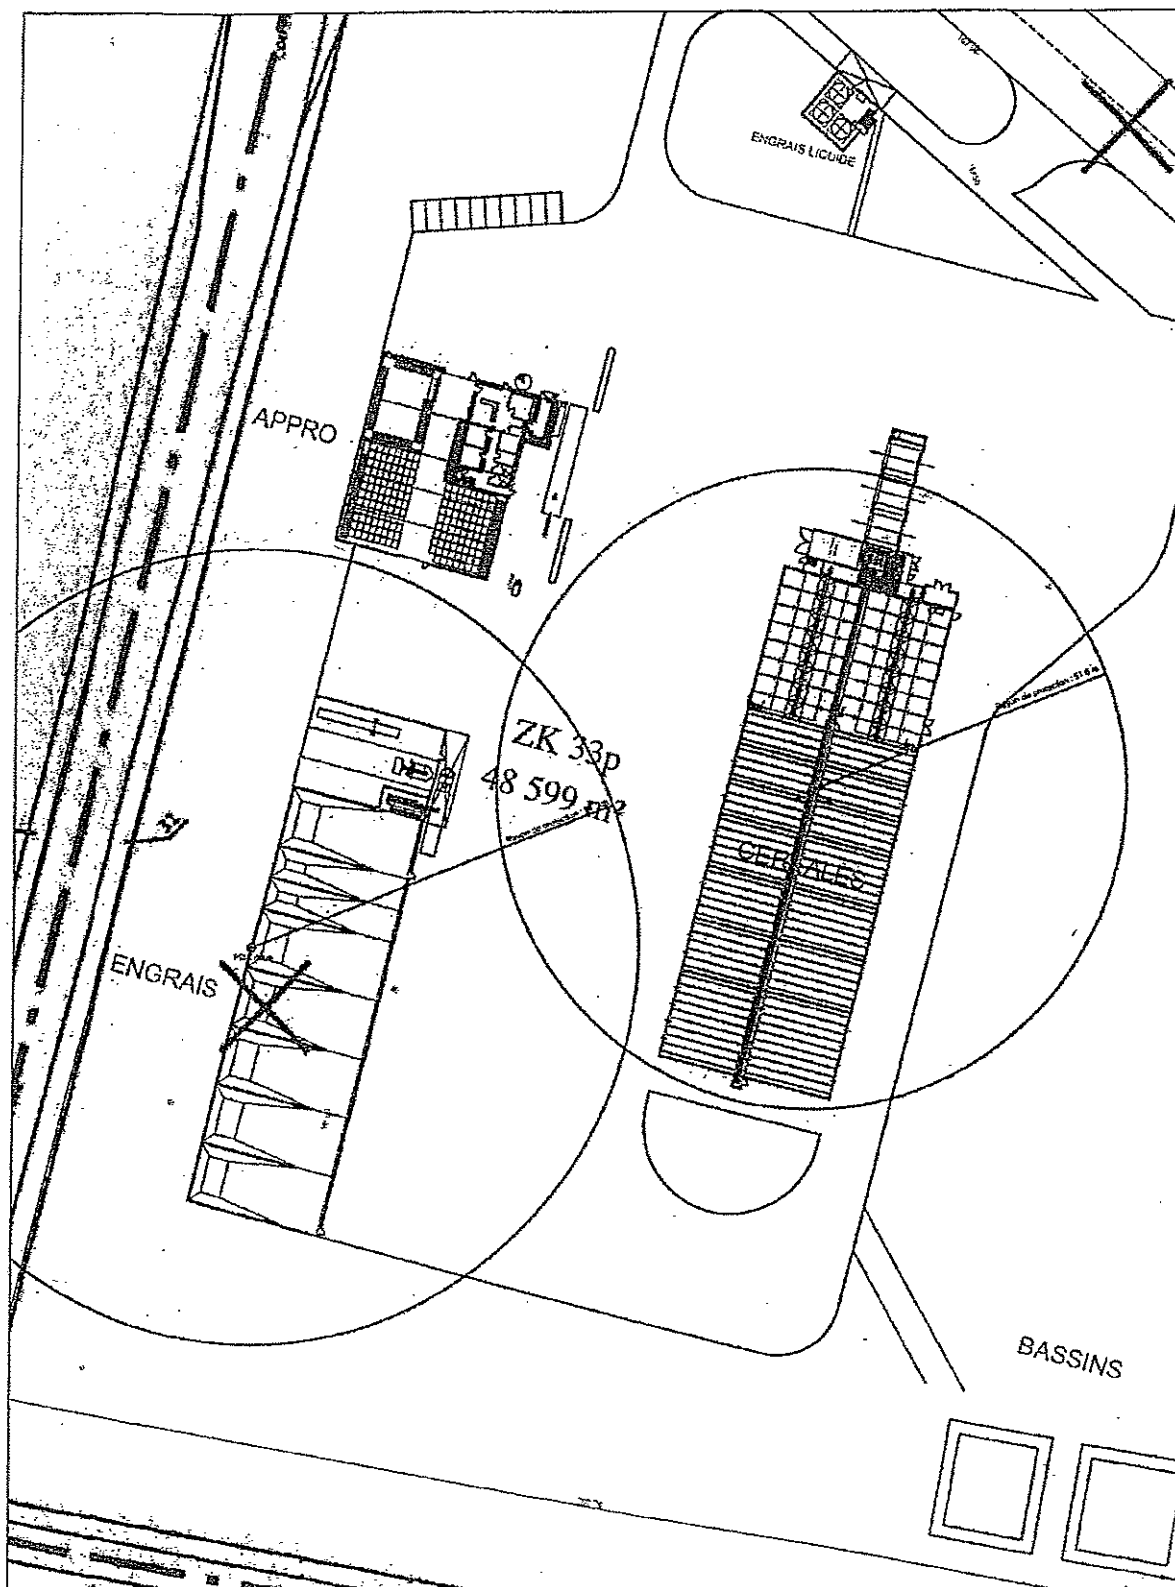 ENGRAIS LIQUIDE
APPRO
ZK 33p
48 599 m²
CEREALES
ENGRAIS
BASSINS